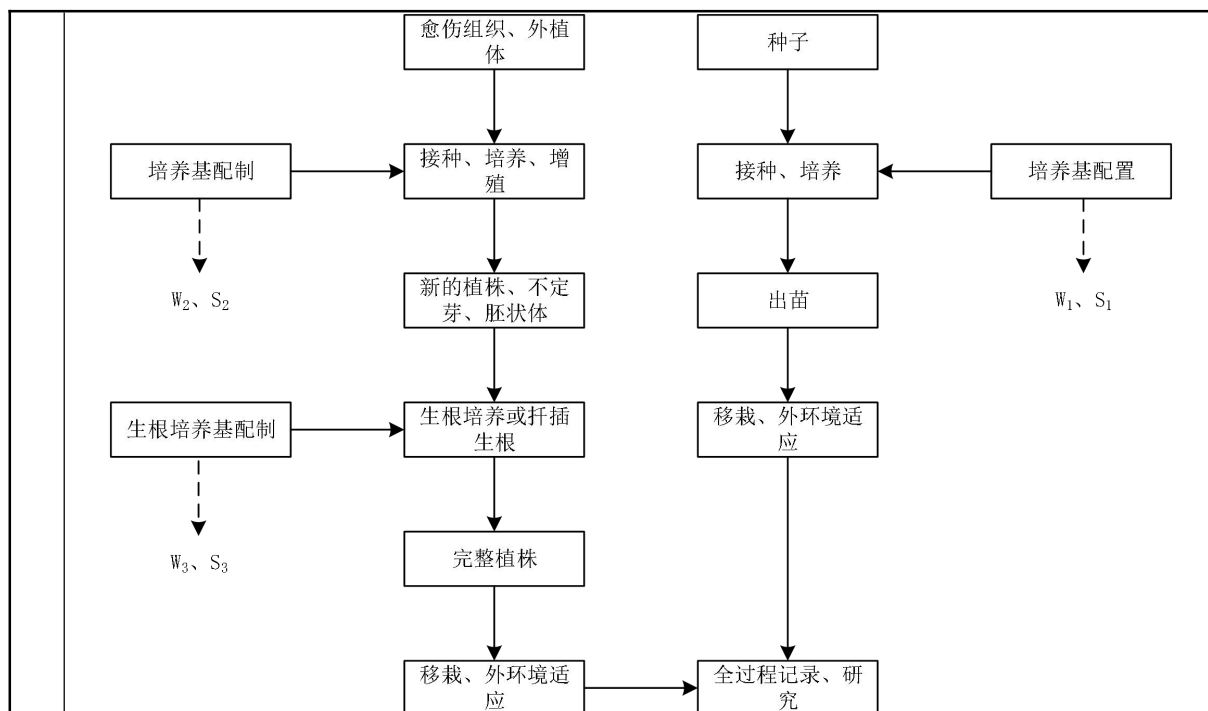 愈伤组织、外植
体
种子
培养基配制
接种、培养、增
殖
接种、培养
培养基配置
W₂、S₂
新的植株、不定
芽、胚状体
出苗
W₁、S₁
生根培养基配制
生根培养或扦插
生根
移栽、外环境适
应
W₃、S₃
完整植株
移栽、外环境适
应
全过程记录、研
究